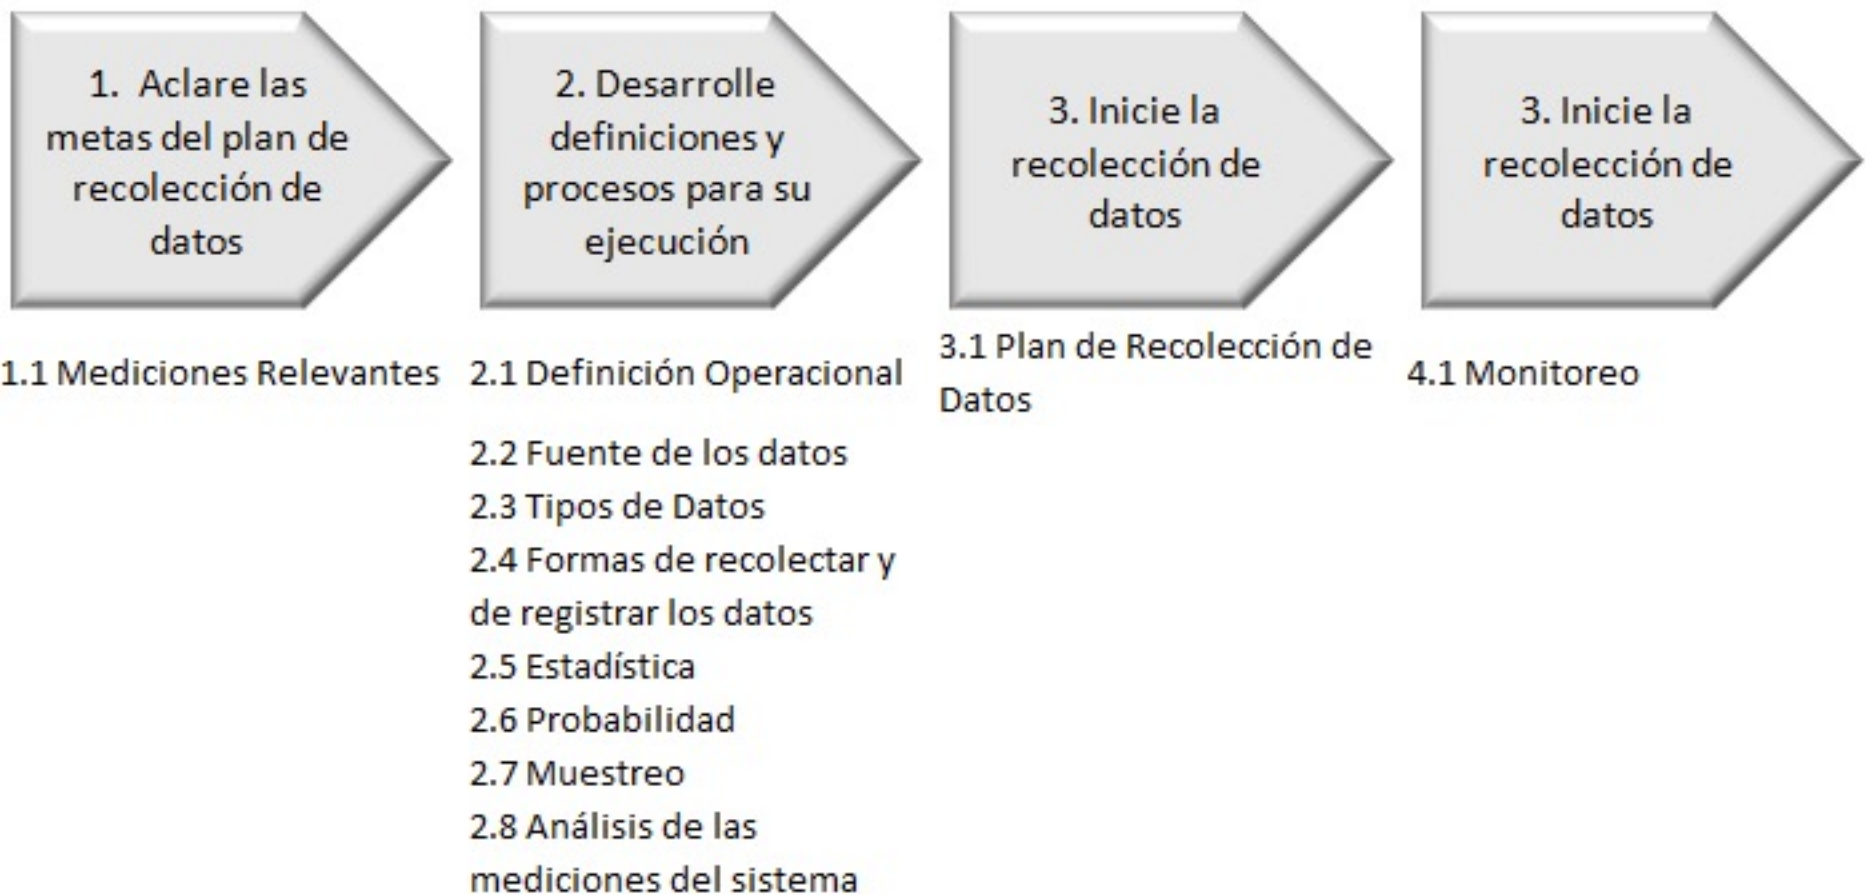 1. Aclare las
metas del plan de
recolección de
datos
2. Desarrolle
definiciones y
procesos para su
ejecución
3. Inicie la
recolección de
datos
3. Inicie la
recolección de
datos
1.1 Mediciones Relevantes
2.1 Definición Operacional
2.2 Fuente de los datos
2.3 Tipos de Datos
2.4 Formas de recolectar y
de registrar los datos
2.5 Estadística
2.6 Probabilidad
2.7 Muestreo
2.8 Análisis de las
mediciones del sistema
3.1 Plan de Recolección de
Datos
4.1 Monitoreo